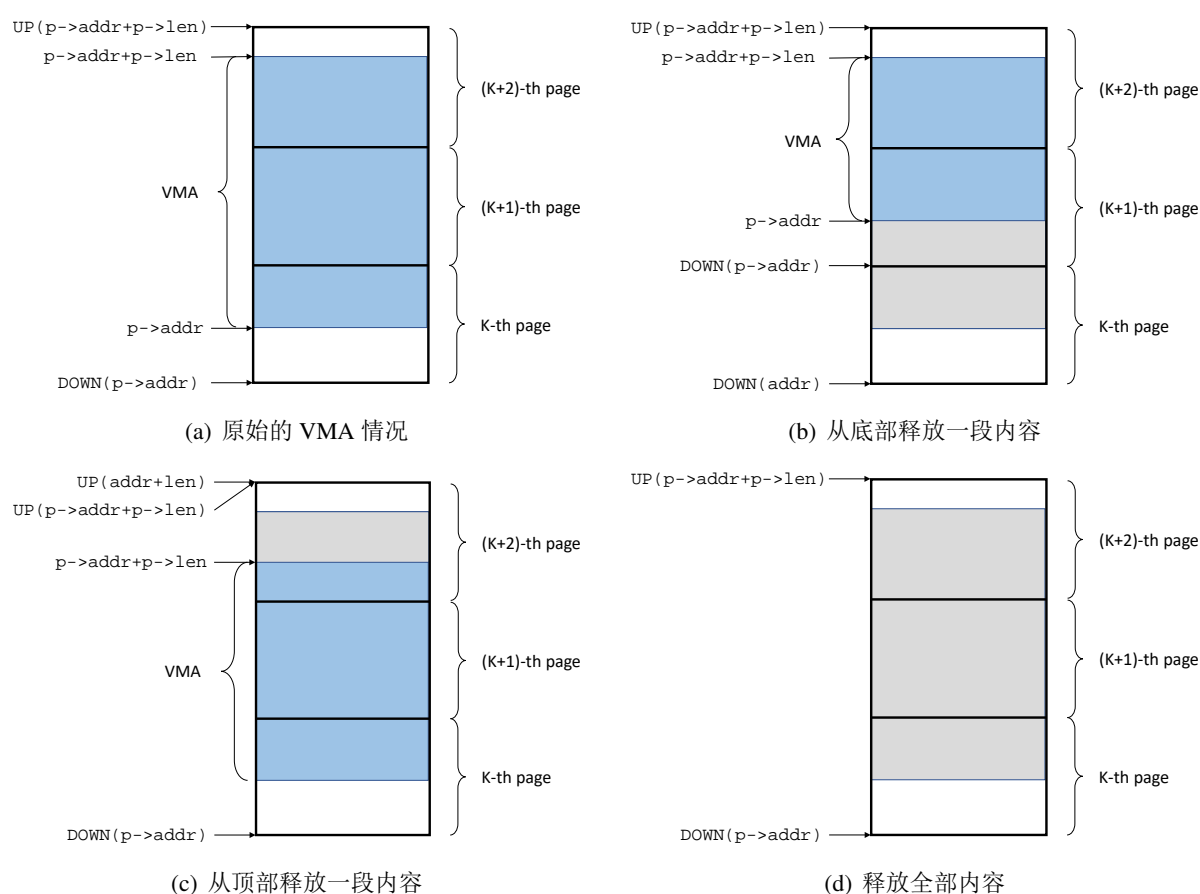 UP(p->addr+p->len)
p->addr+p->len
(K+2)-th page
VMA
(K+1)-th page
p->addr
K-th page
DOWN(p->addr)
(a) 原始的 VMA 情况
UP(p->addr+p->len)
p->addr+p->len
(K+2)-th page
VMA
(K+1)-th page
p->addr
DOWN(p->addr)
K-th page
DOWN(addr)
(b) 从底部释放一段内容
UP(addr+len)
UP(p->addr+p->len)
(K+2)-th page
p->addr+p->len
(K+1)-th page
VMA
K-th page
DOWN(p->addr)
(c) 从顶部释放一段内容
UP(p->addr+p->len)
(K+2)-th page
(K+1)-th page
K-th page
DOWN(p->addr)
(d) 释放全部内容